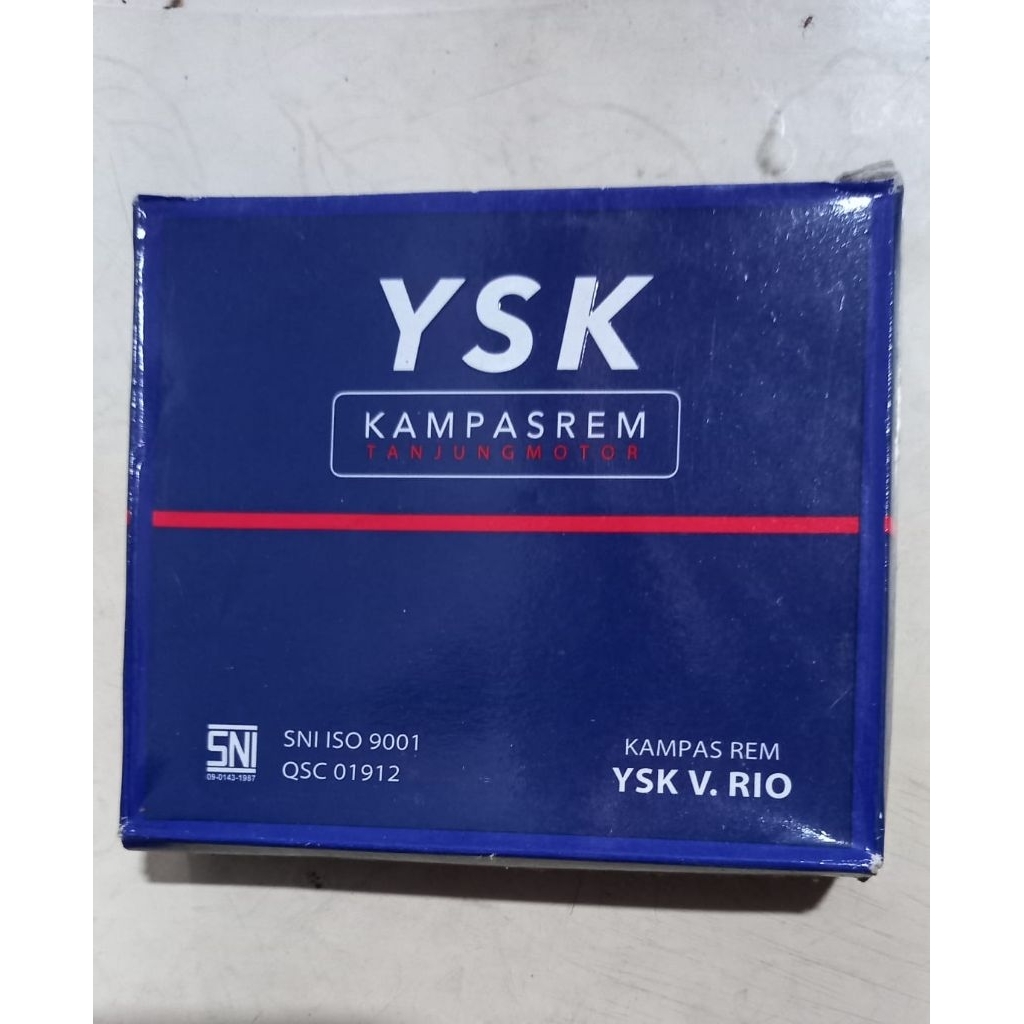 YSK
KAMPASREM
TANJUNGMOTOR
SNI
09-0143-1987
SNI ISO 9001
QSC 01912
KAMPAS REM
YSK V. RIO